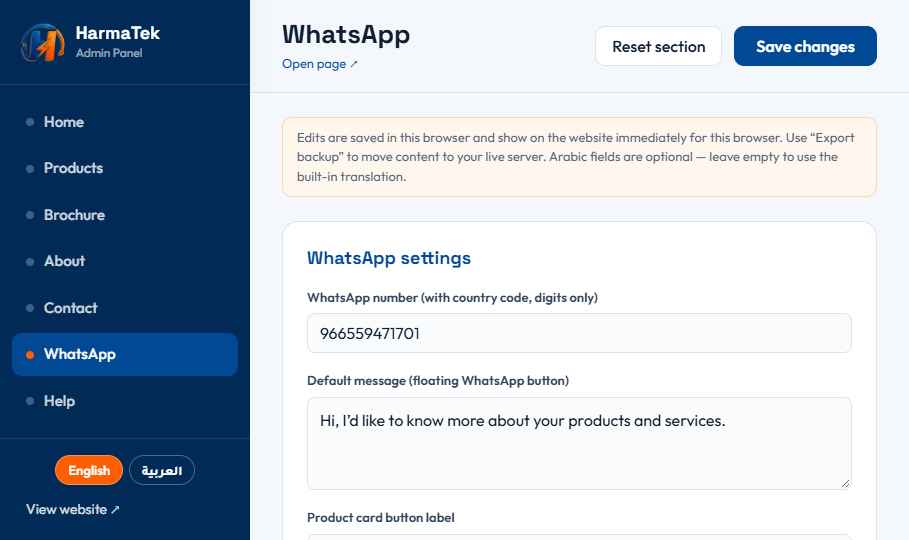 HarmaTek
Admin Panel
Home
Products
Brochure
About
Contact
WhatsApp
Help
English
العربية
View website ↗
WhatsApp
Open page ↗
Reset section
Save changes
Edits are saved in this browser and show on the website immediately for this browser. Use “Export
backup” to move content to your live server. Arabic fields are optional — leave empty to use the
built-in translation.
WhatsApp settings
WhatsApp number (with country code, digits only)
966559471701
Default message (floating WhatsApp button)
Hi, I’d like to know more about your products and services.
Product card button label